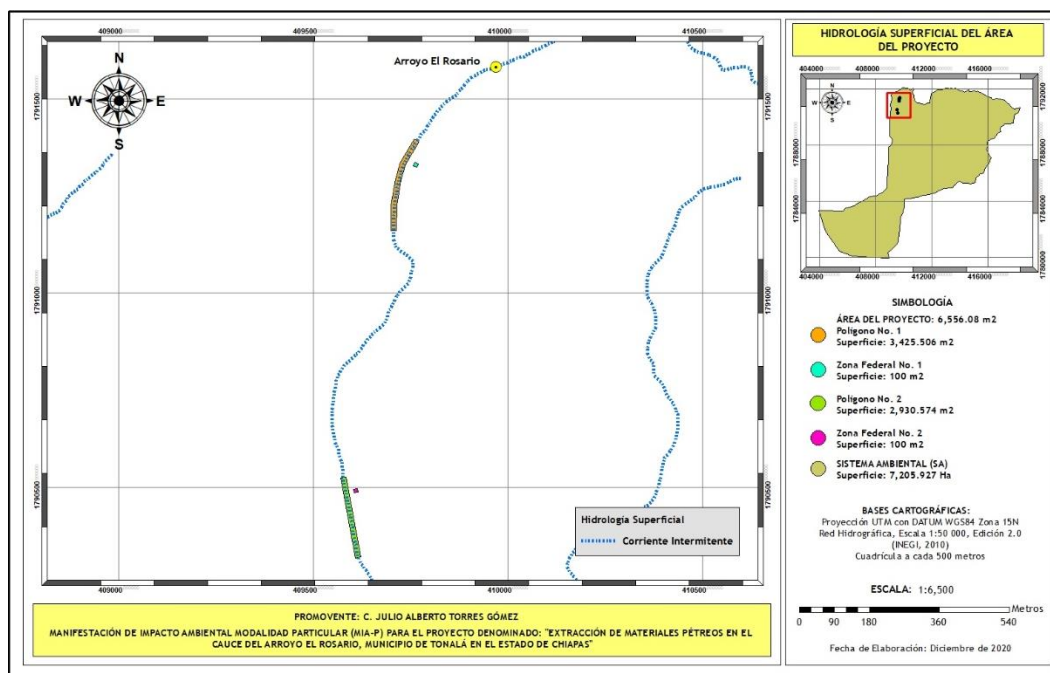 409000
409500
410000
410500
1791500
1791000
1790500
Arroyo El Rosario
N
W
E
S
Hidrología Superficial
Corriente Intermitente
1791500
1791000
1790500
409000
409500
410000
410500
PROMOVENTE: C. JULIO ALBERTO TORRES GÓMEZ
MANIFESTACIÓN DE IMPACTO AMBIENTAL MODALIDAD PARTICULAR (MIA-P) PARA EL PROYECTO DENOMINADO: "EXTRACCIÓN DE MATERIALES PÉTREOS EN EL
CAUCE DEL ARROYO EL ROSARIO, MUNICIPIO DE TONALÁ EN EL ESTADO DE CHIAPAS"
HIDROLOGÍA SUPERFICIAL DEL ÁREA
DEL PROYECTO
404000
408000
412000
416000
N
W
E
S
1792000
1788000
1784000
1780000
1788000
1784000
404000
408000
412000
416000
SIMBOLOGÍA
ÁREA DEL PROYECTO: 6,556.08 m2
Polígono No. 1
Superficie: 3,425.506 m2
Zona Federal No. 1
Superficie: 100 m2
Polígono No. 2
Superficie: 2,930.574 m2
Zona Federal No. 2
Superficie: 100 m2
SISTEMA AMBIENTAL (SA)
Superficie: 7,205.927 Ha
BASES CARTOGRÁFICAS:
Proyección UTM con DATUM WGS84 Zona 15N
Red Hidrográfica, Escala 1:50 000, Edición 2.0
(INEGI, 2010)
Cuadrícula a cada 500 metros
ESCALA: 1:6,500
Metros
0 90 180 360 540
Fecha de Elaboración: Diciembre de 2020